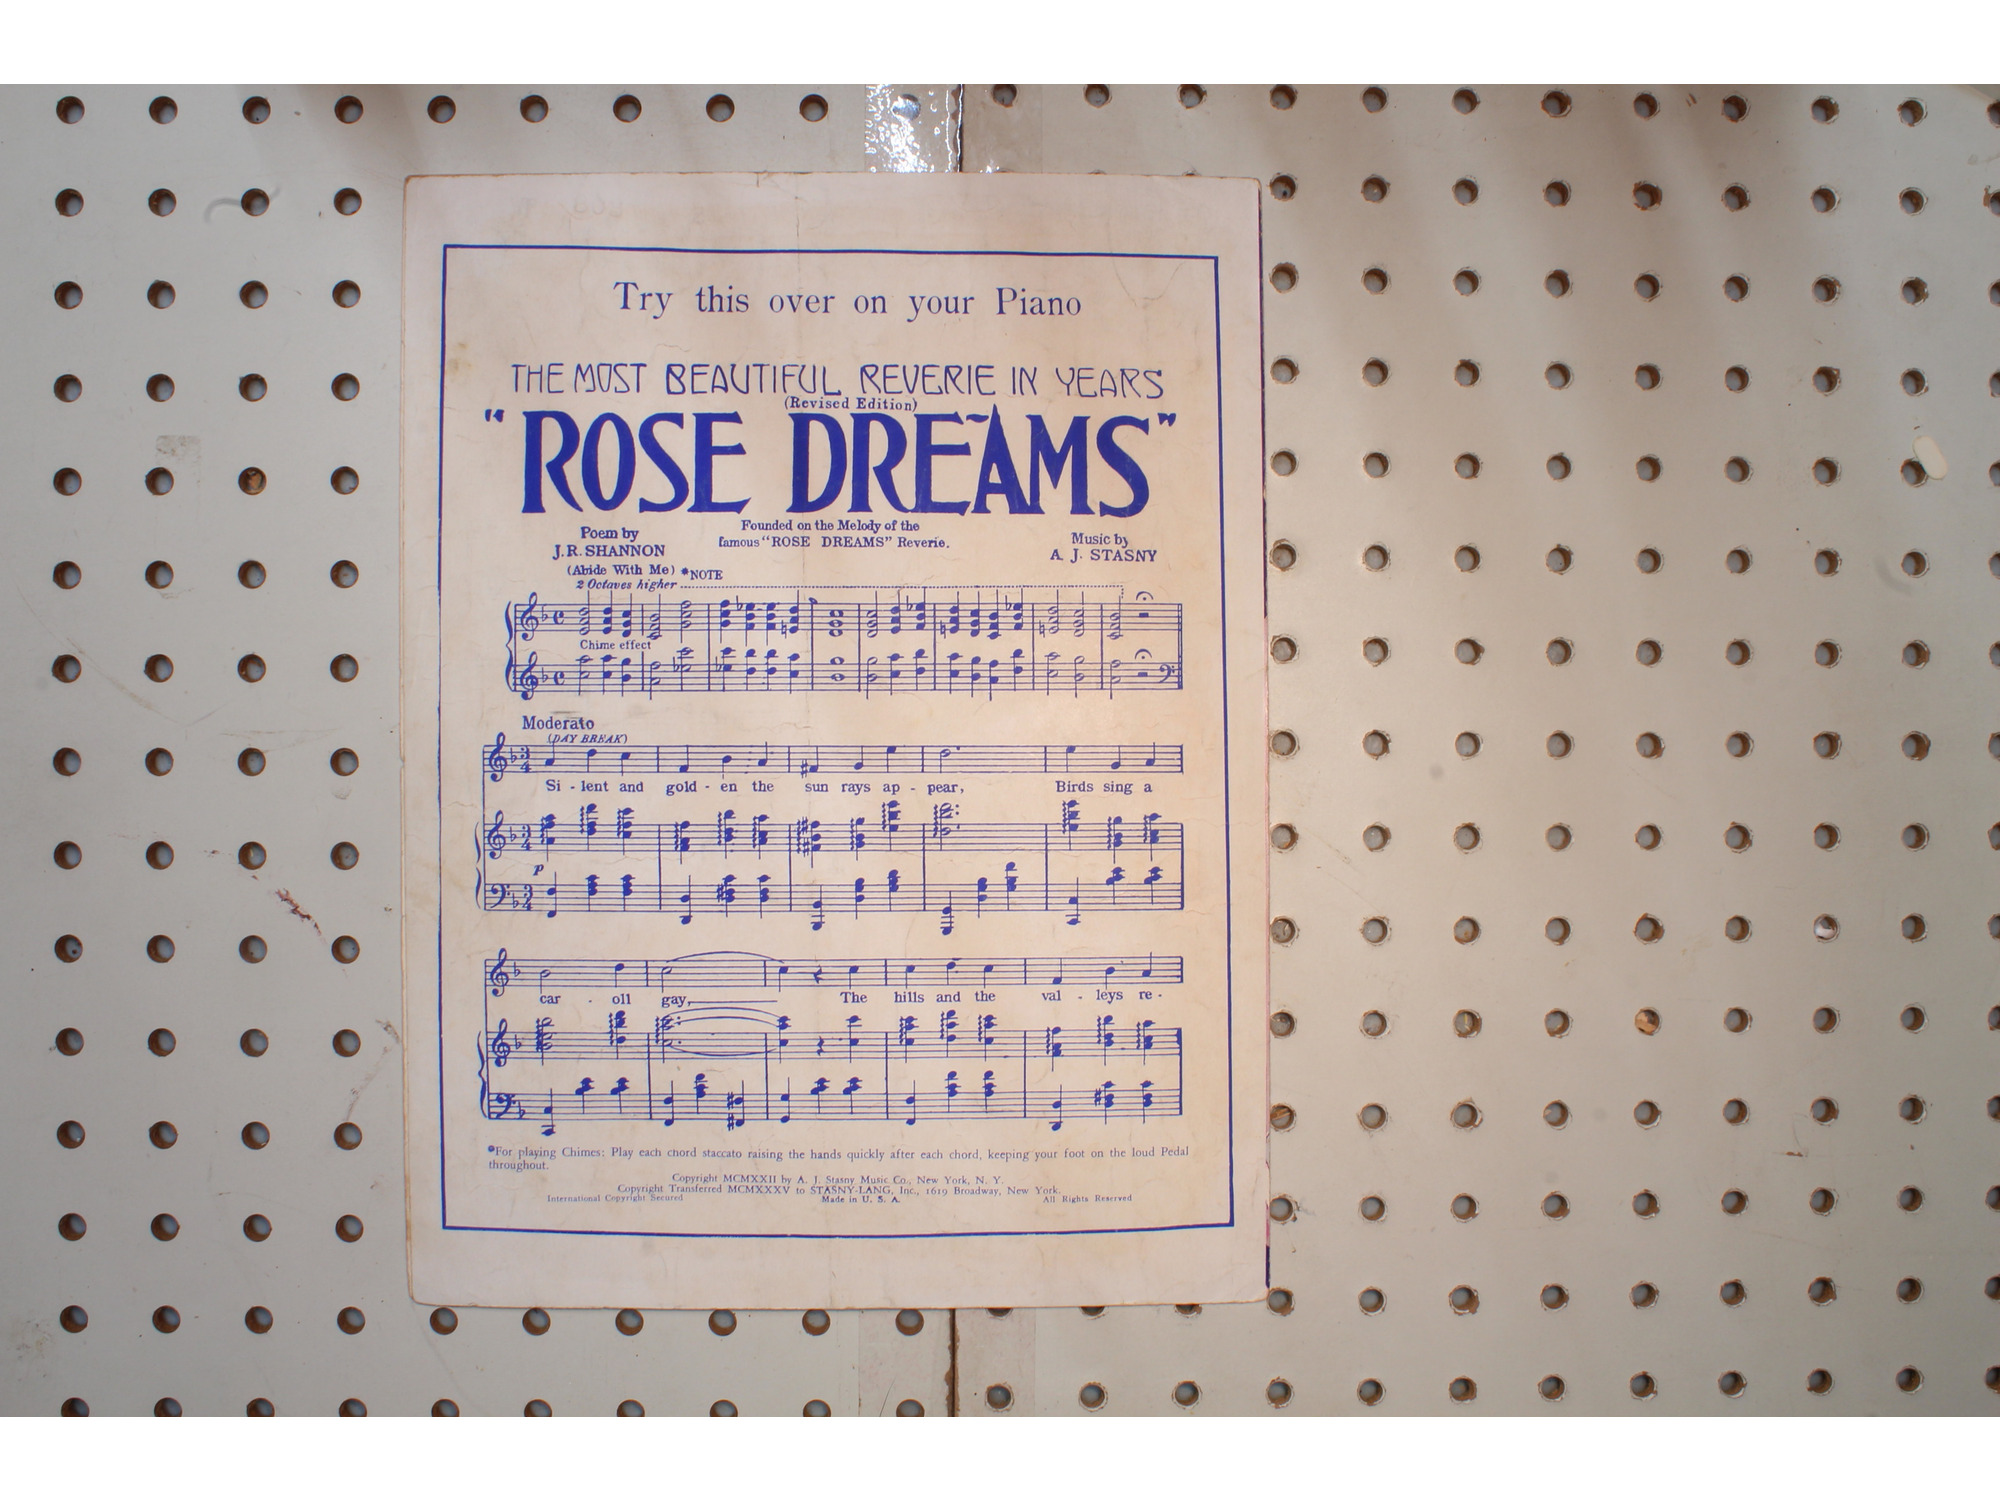 Try this over on your Piano
THE MOST BEAUTIFUL REVERIE IN YEARS
(Revised Edition)
"ROSE DREAMS"
Poem by
J. R. SHANNON
Founded on the Melody of the
famous "ROSE DREAMS" Reverie.
Music by
A. J. STASNY
(Abide With Me) *NOTE
2 Octaves higher
Chime effect
Moderato
(DAY BREAK)
Si - lent and gold - en the sun rays ap - pear, Birds sing a
p
car - oll gay, The hills and the val - leys re -
*For playing Chimes: Play each chord staccato raising the hands quickly after each chord, keeping your foot on the loud Pedal
throughout.
Copyright MCMXXII by A. J. Stasny Music Co., New York, N. Y.
Copyright Transferred MCMXXXV to STASNY-LANG, Inc., 1619 Broadway, New York.
International Copyright Secured Made in U. S. A. All Rights Reserved